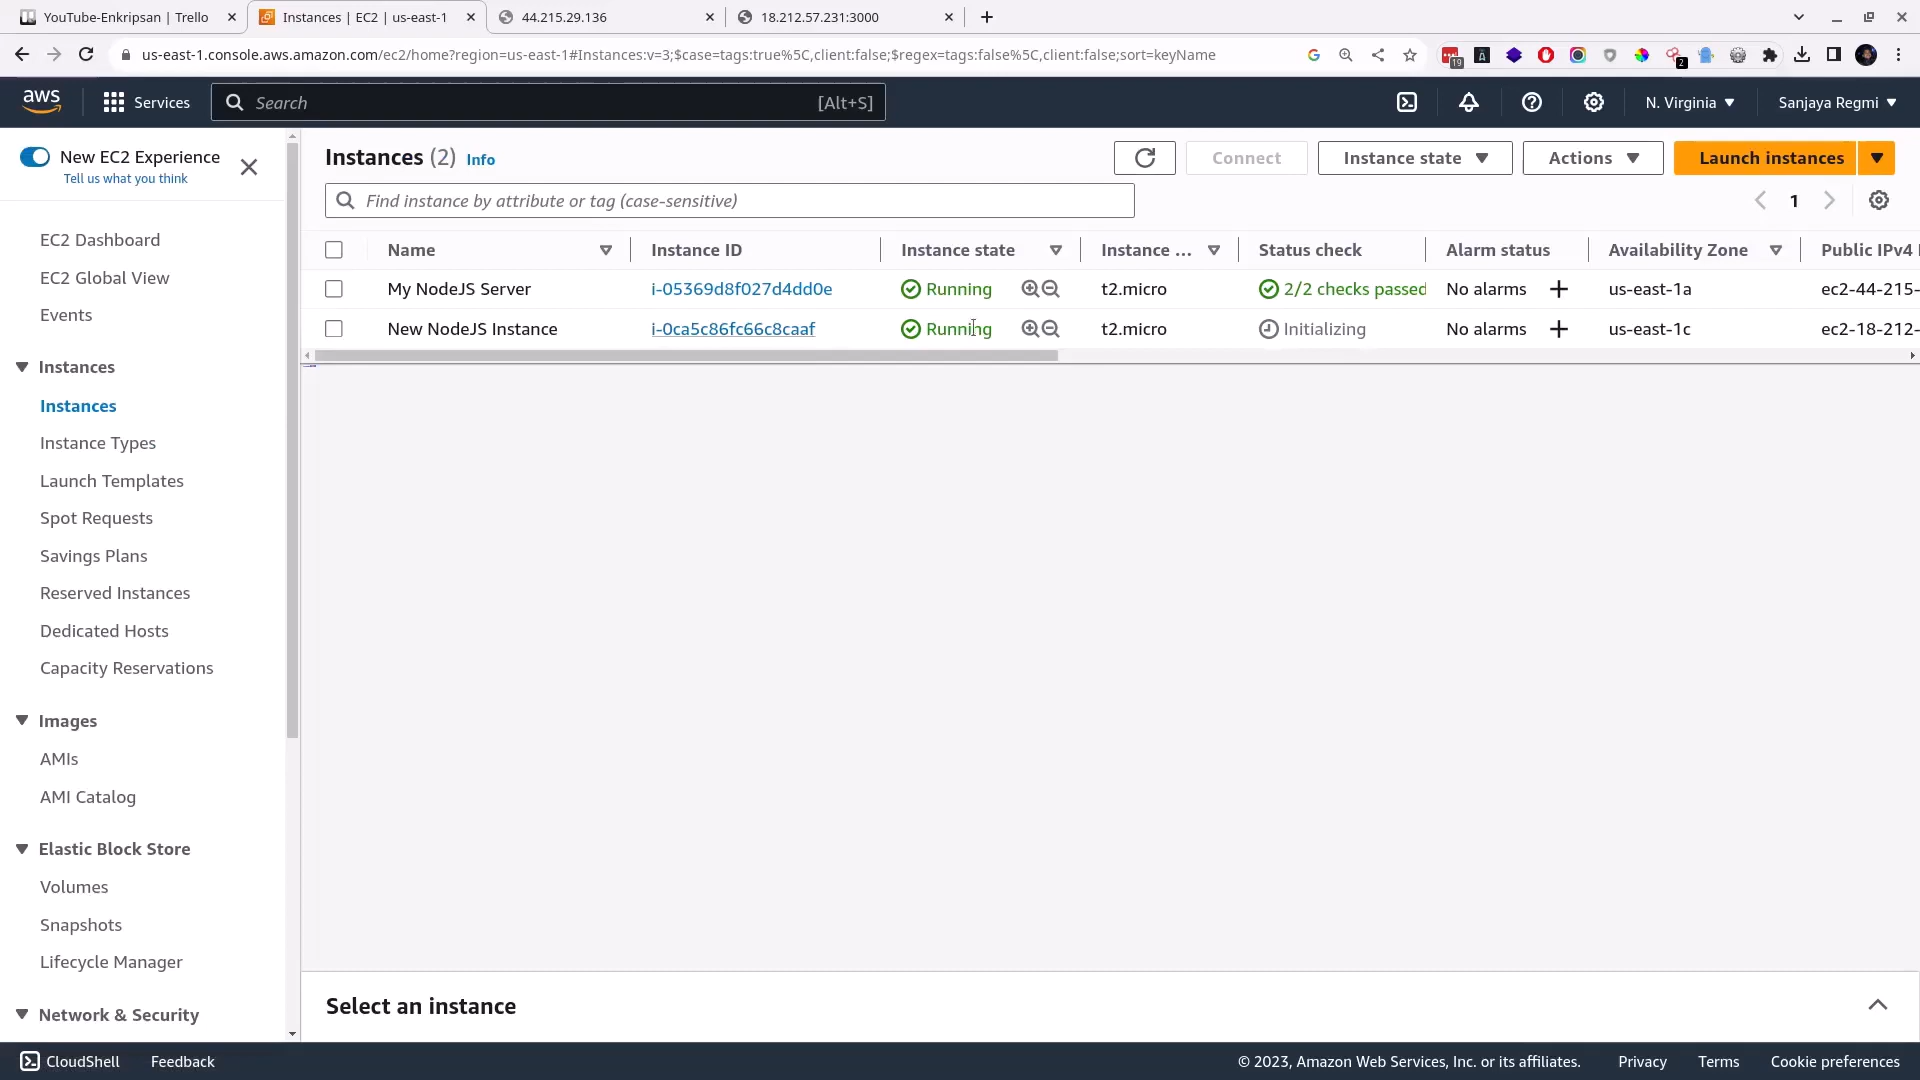 YouTube-Enkripsan | Trello
Instances | EC2 | us-east-1
44.215.29.136
18.212.57.231:3000
us-east-1.console.aws.amazon.com/ec2/home?region=us-east-1#Instances:v=3;$case=tags:true%5C,client:false;$regex=tags:false%5C,client:false;sort=keyName
19
2
aws
Services
Search
[Alt+S]
N. Virginia
Sanjaya Regmi
New EC2 Experience
Tell us what you think
EC2 Dashboard
EC2 Global View
Events
Instances
Instances
Instance Types
Launch Templates
Spot Requests
Savings Plans
Reserved Instances
Dedicated Hosts
Capacity Reservations
Images
AMIs
AMI Catalog
Elastic Block Store
Volumes
Snapshots
Lifecycle Manager
Network & Security
Instances (2) Info
Connect
Instance state
Actions
Launch instances
Find instance by attribute or tag (case-sensitive)
1
Name Instance ID Instance state Instance ... Status check Alarm status Availability Zone Public IPv4
My NodeJS Server i-05369d8f027d4dd0e Running t2.micro 2/2 checks passed No alarms + us-east-1a ec2-44-215-
New NodeJS Instance i-0ca5c86fc66c8caaf Running t2.micro Initializing No alarms + us-east-1c ec2-18-212-
Select an instance
CloudShell
Feedback
© 2023, Amazon Web Services, Inc. or its affiliates.
Privacy
Terms
Cookie preferences